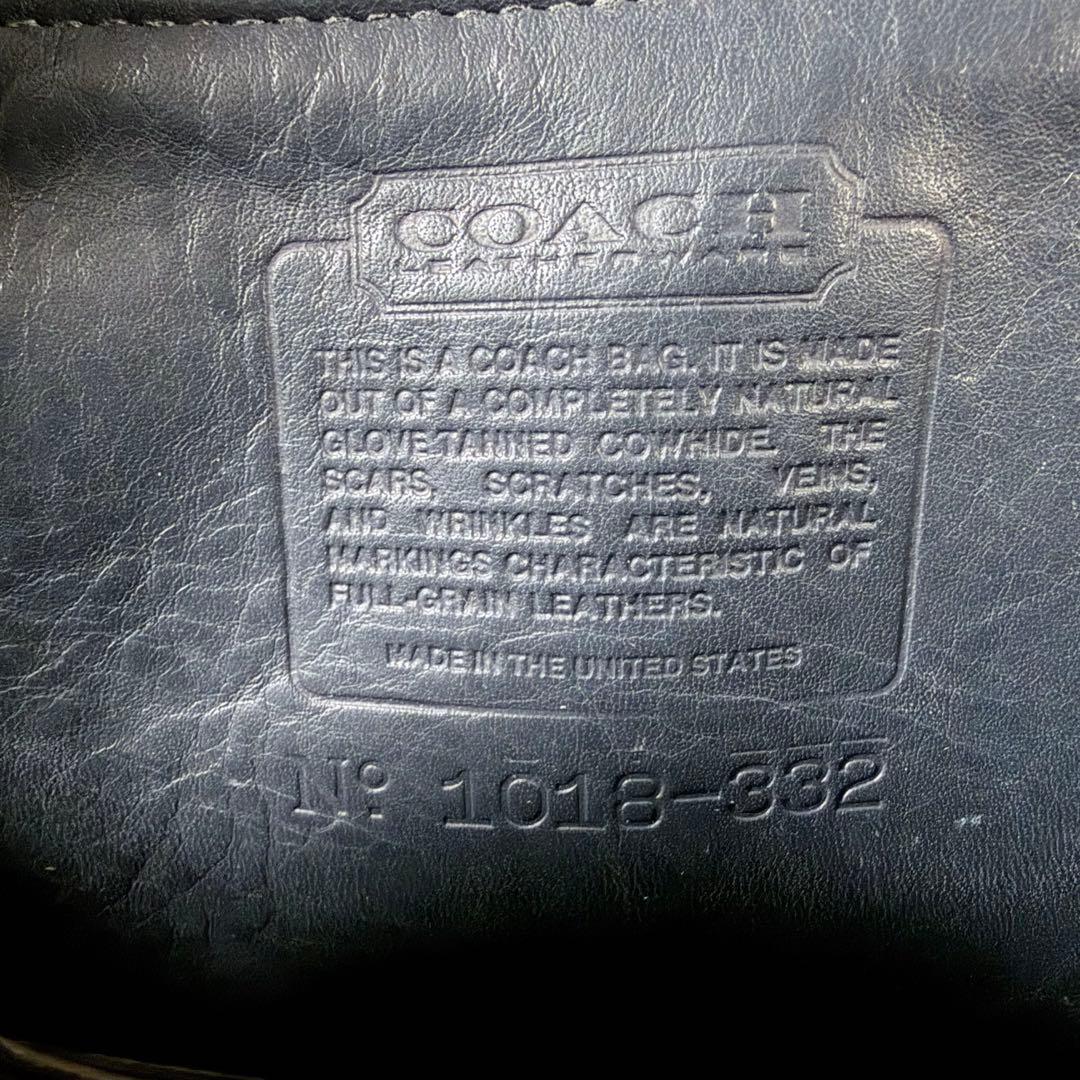 COACH
LEATHERWARE
THIS IS A COACH BAG. IT IS MADE
OUT OF A COMPLETELY NATURAL
GLOVE-TANNED COWHIDE. THE
SCARS, SCRATCHES, VEINS,
AND WRINKLES ARE NATURAL
MARKINGS CHARACTERISTIC OF
FULL-GRAIN LEATHERS.
MADE IN THE UNITED STATES
Nº 1018-332